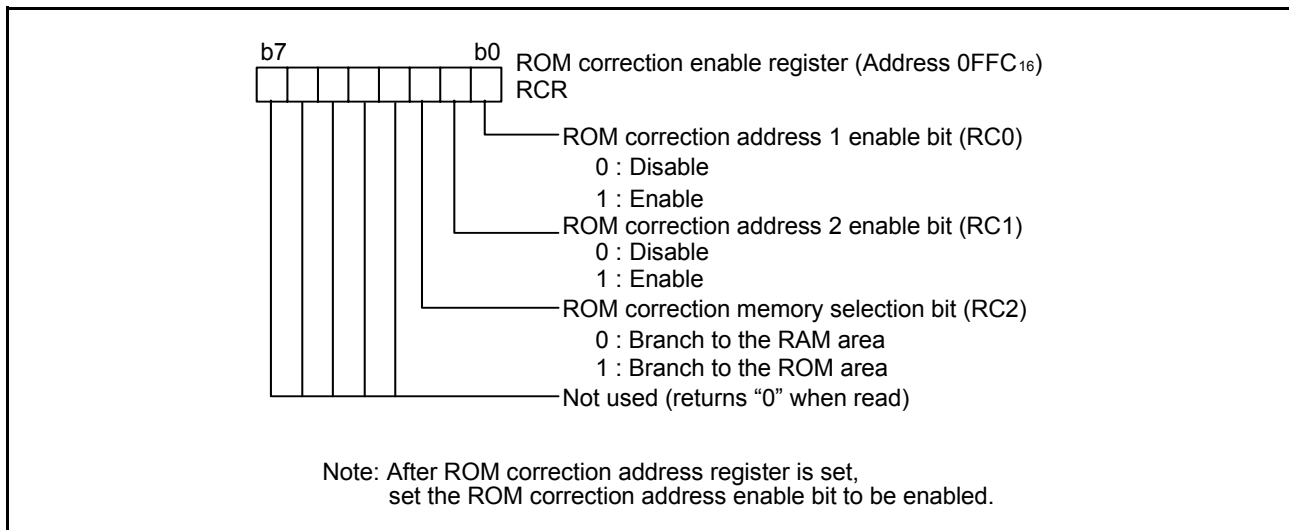 b7 b0
ROM correction enable register (Address 0FFC₁₆)
RCR
ROM correction address 1 enable bit (RC0)
0 : Disable
1 : Enable
ROM correction address 2 enable bit (RC1)
0 : Disable
1 : Enable
ROM correction memory selection bit (RC2)
0 : Branch to the RAM area
1 : Branch to the ROM area
Not used (returns “0” when read)
Note: After ROM correction address register is set,
set the ROM correction address enable bit to be enabled.